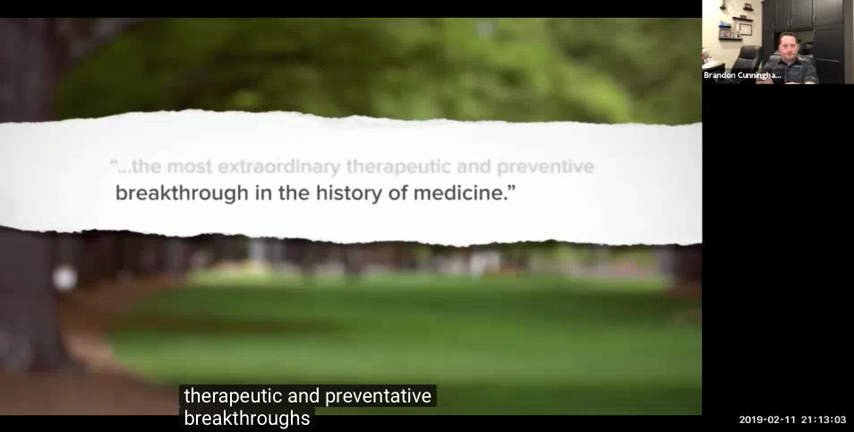 “...the most extraordinary therapeutic and preventive
breakthrough in the history of medicine.”
Brandon Cunningha...
therapeutic and preventative
breakthroughs
2019-02-11 21:13:03